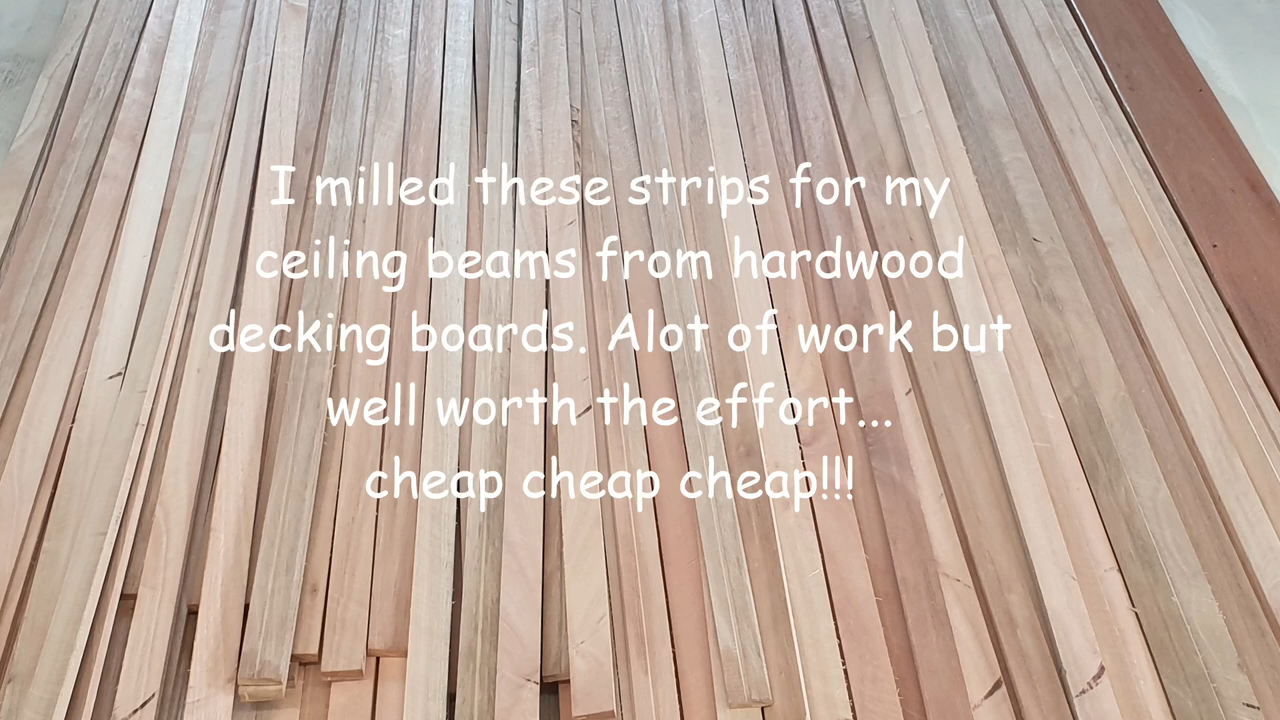 I milled these strips for my
ceiling beams from hardwood
decking boards. Alot of work but
well worth the effort...
cheap cheap cheap!!!